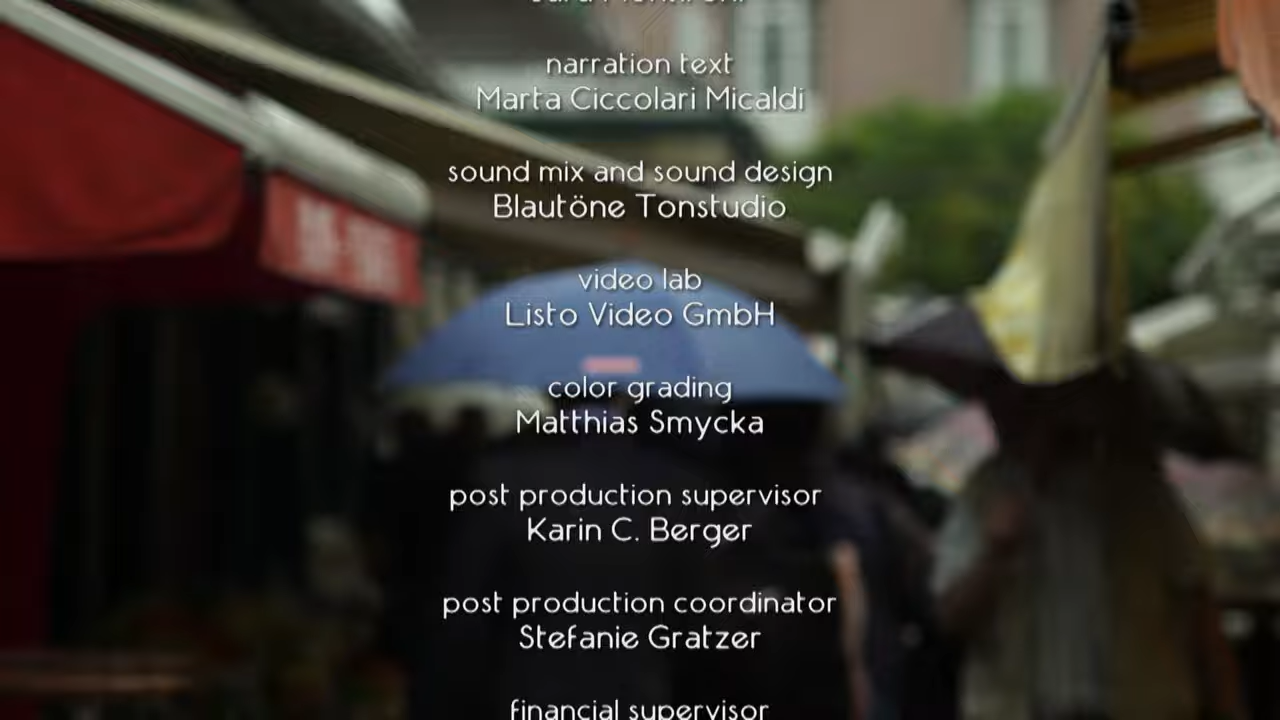 narration text
Marta Ciccolari Micaldi
sound mix and sound design
Blautöne Tonstudio
video lab
Listo Video GmbH
color grading
Matthias Smycka
post production supervisor
Karin C. Berger
post production coordinator
Stefanie Gratzer
financial supervisor